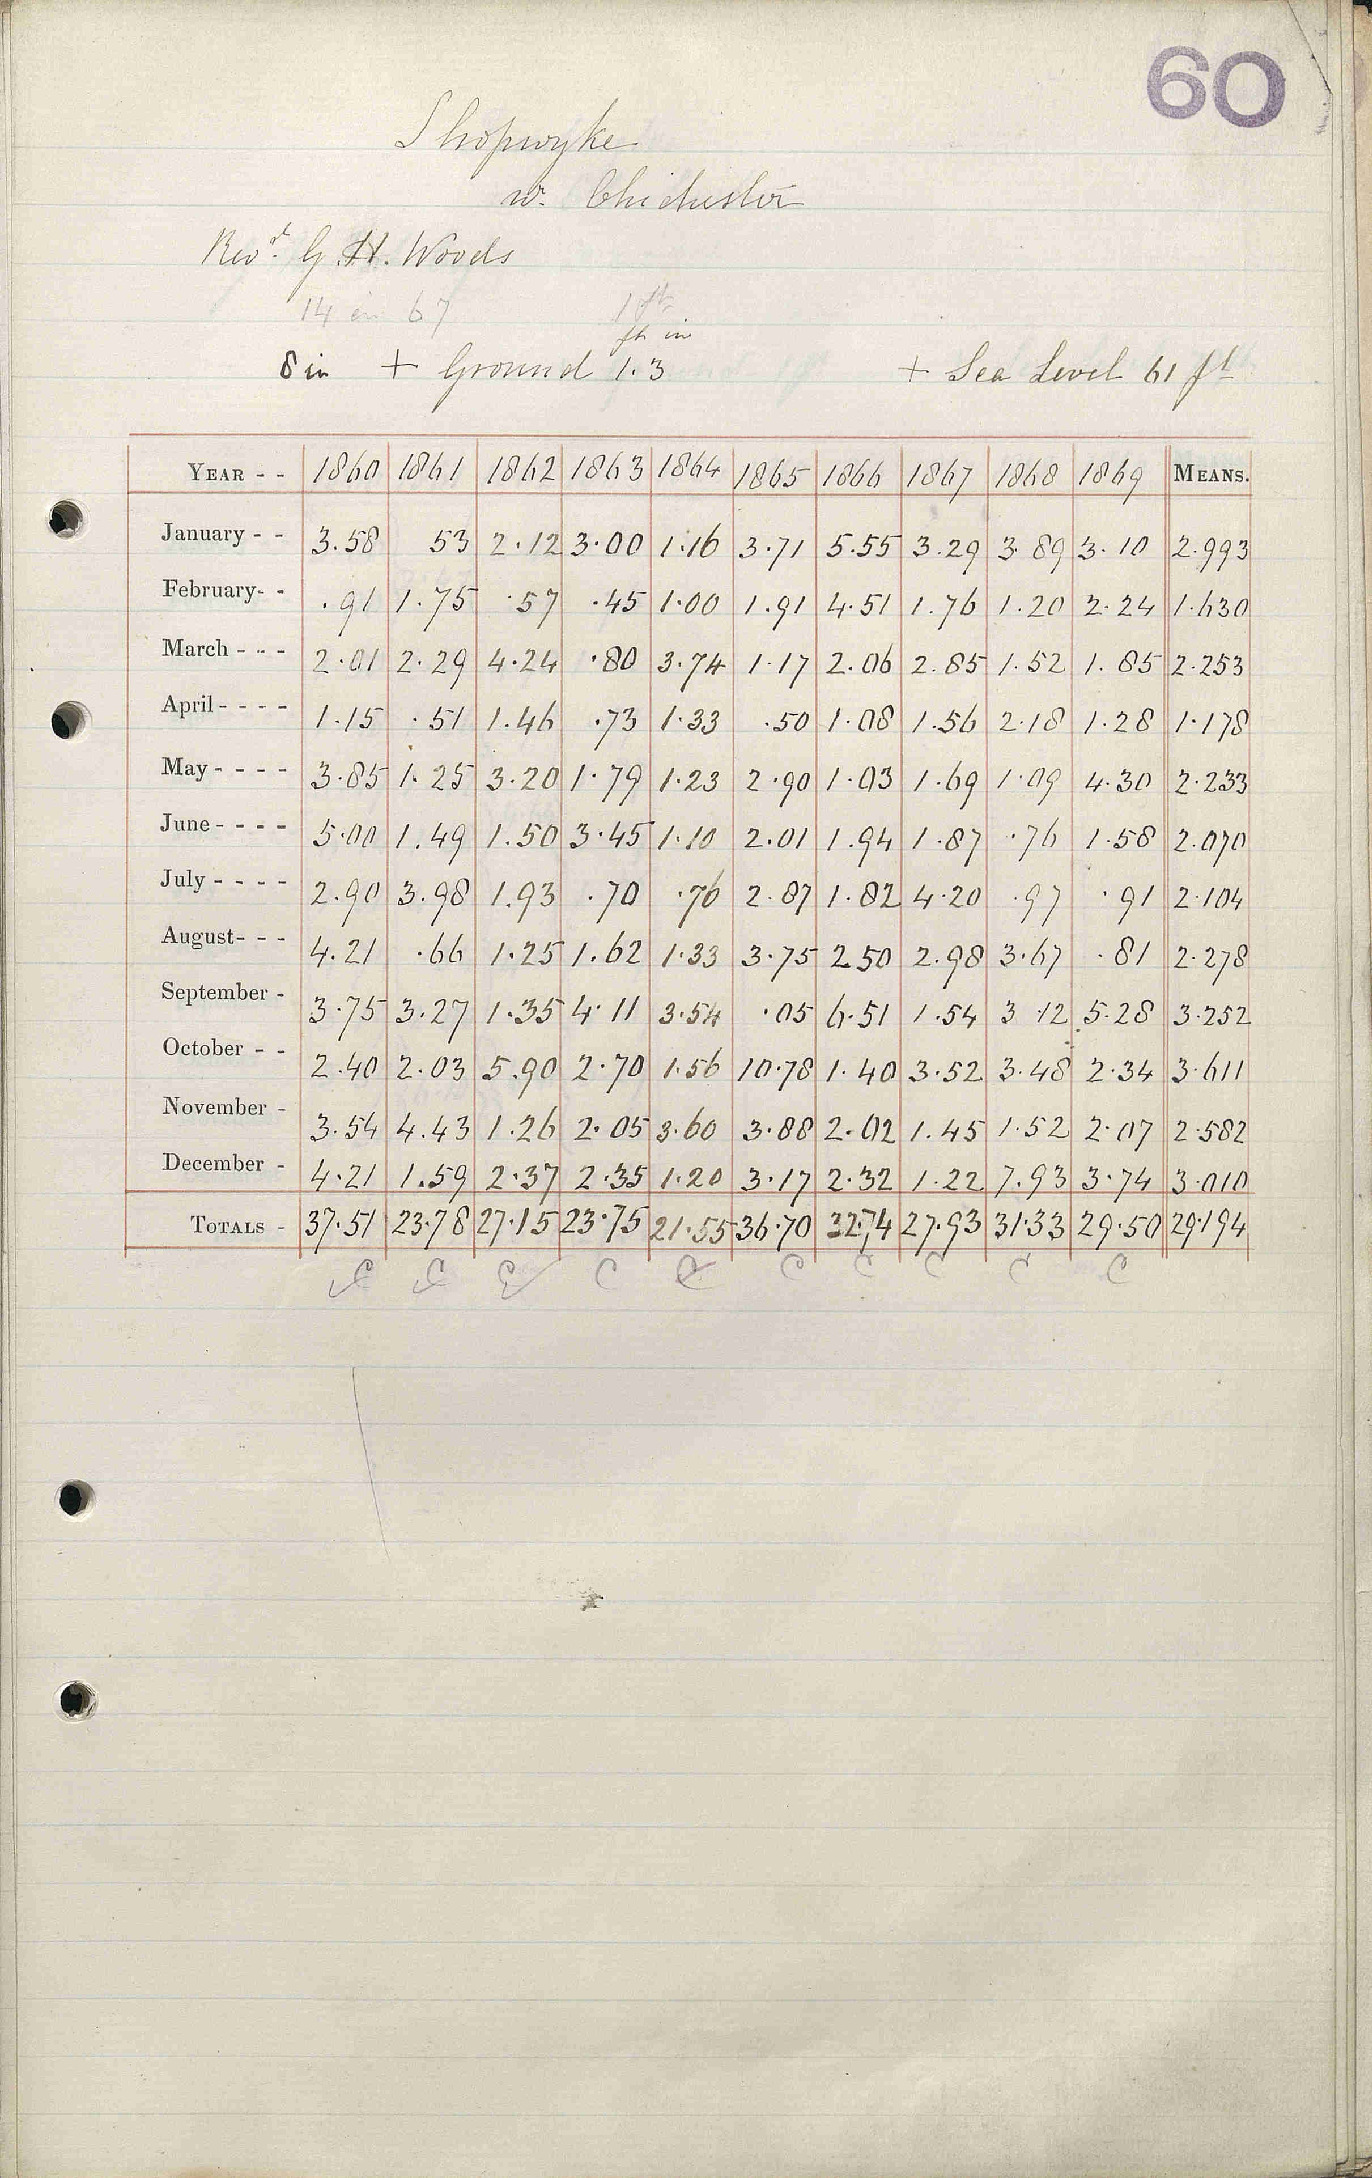 60
Shopwyke
nr. Chichester
Revd. G. H. Woods
14 in 67 1 ft
ft in
8 in + Ground 1.3 + Sea Level 61 ft
YEAR - - 1860 1861 1862 1863 1864 1865 1866 1867 1868 1869 MEANS.
January - - 3.58 53 2.12 3.00 1.16 3.71 5.55 3.29 3.89 3.10 2.993
February- - .91 1.75 .57 .45 1.00 1.91 4.51 1.76 1.20 2.24 1.630
March - - - 2.01 2.29 4.24 .80 3.74 1.17 2.06 2.85 1.52 1.85 2.253
April - - - - 1.15 .51 1.46 .73 1.33 .50 1.08 1.56 2.18 1.28 1.178
May - - - - 3.85 1.25 3.20 1.79 1.23 2.90 1.03 1.69 1.09 4.30 2.233
June - - - - 5.00 1.49 1.50 3.45 1.10 2.01 1.94 1.87 .76 1.58 2.070
July - - - - 2.90 3.98 1.93 .70 .76 2.87 1.82 4.20 .97 .91 2.104
August- - - 4.21 .66 1.25 1.62 1.33 3.75 2.50 2.98 3.67 .81 2.278
September - 3.75 3.27 1.35 4.11 3.54 .05 6.51 1.54 3 12 5.28 3.252
October - - 2.40 2.03 5.90 2.70 1.56 10.78 1.40 3.52 3.48 2.34 3.611
November - 3.54 4.43 1.26 2.05 3.60 3.88 2.02 1.45 1.52 2.07 2.582
December - 4.21 1.59 2.37 2.35 1.20 3.17 2.32 1.22 7.93 3.74 3.010
TOTALS - 37.51 23.78 27.15 23.75 21.55 36.70 32.74 27.93 31.33 29.50 29.194
C C C C C C C C C C